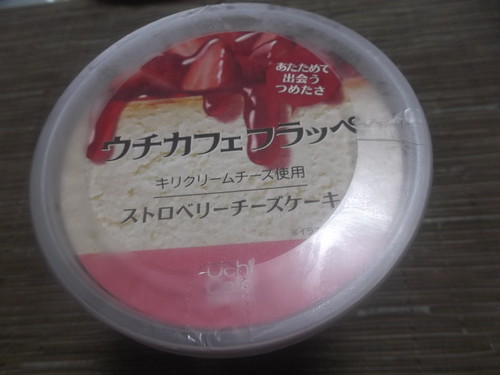 あたためて
出会う
つめたさ
ウチカフェフラッペ
キリクリームチーズ使用
ストロベリーチーズケーキ
Uchi